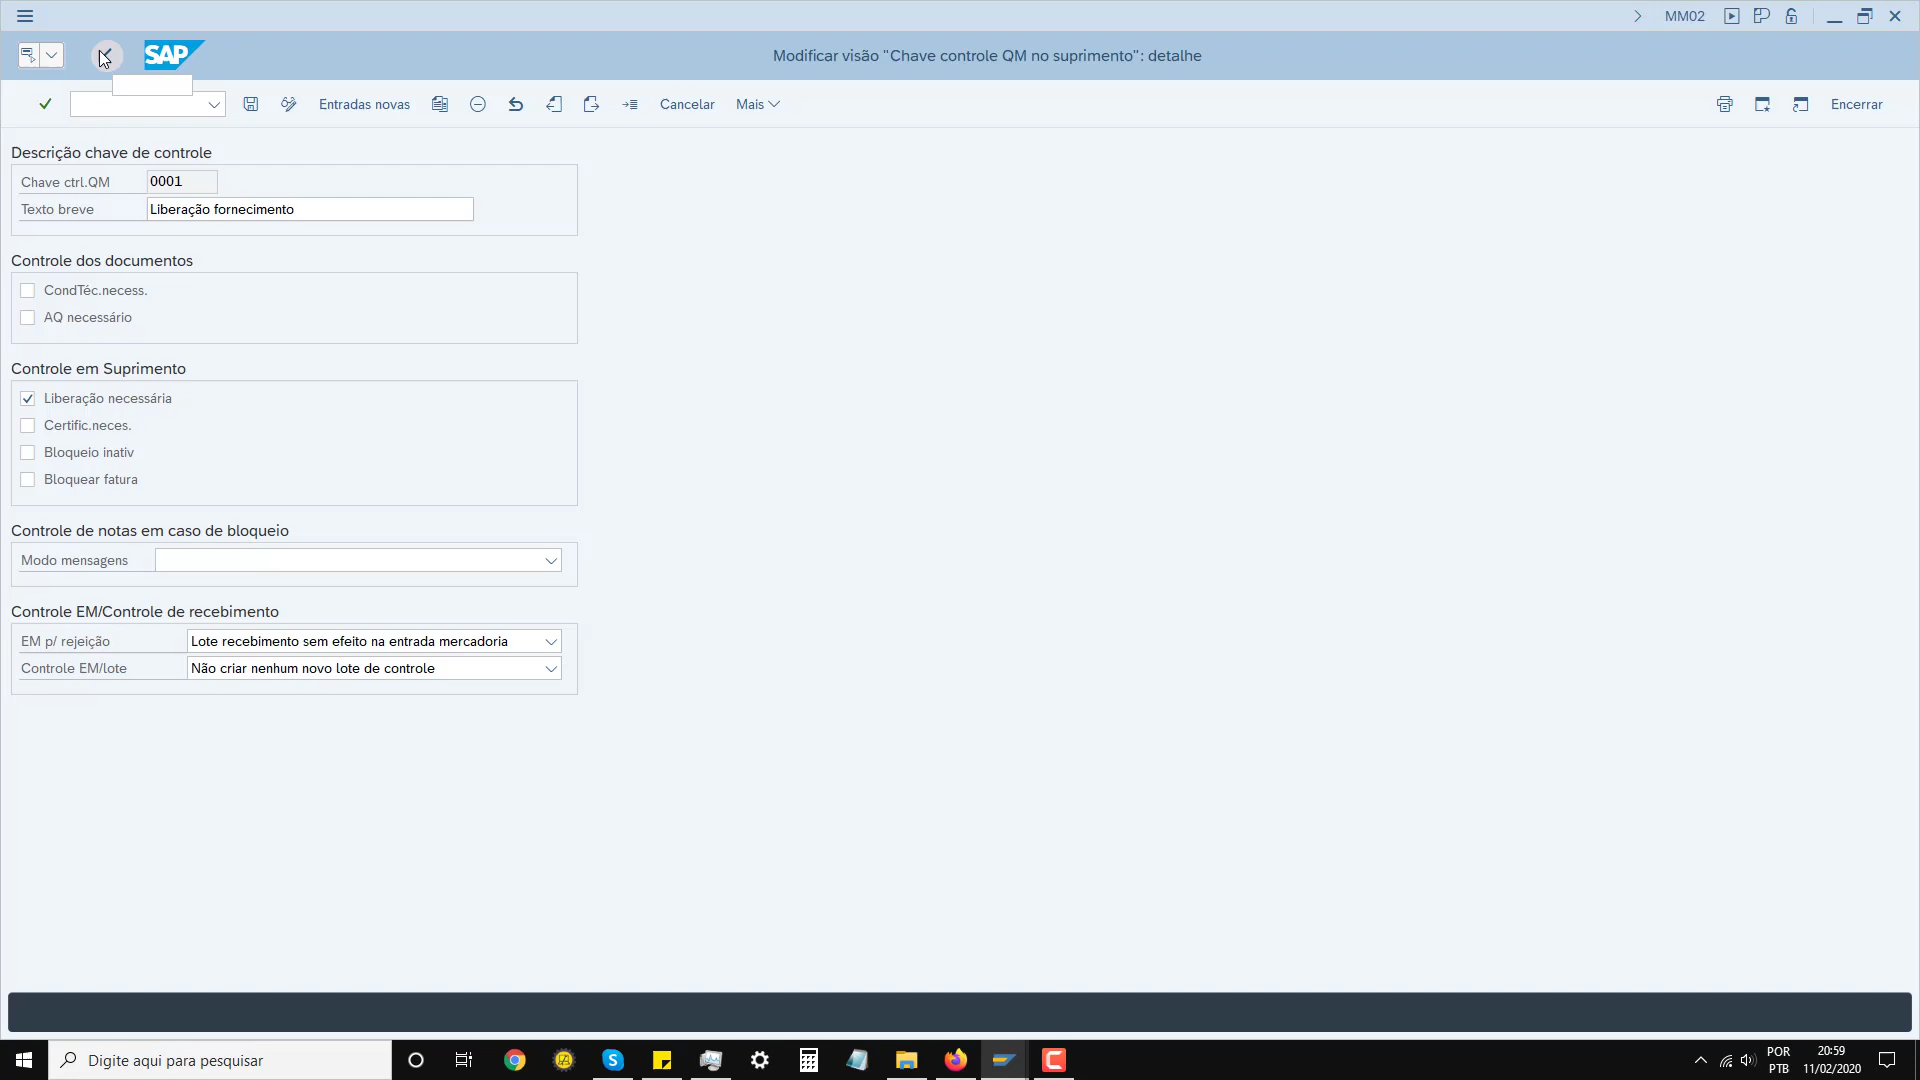 MM02
SAP
Modificar visão "Chave controle QM no suprimento": detalhe
Entradas novas
Cancelar
Mais
Encerrar
Descrição chave de controle
Chave ctrl.QM 0001
Texto breve Liberação fornecimento
Controle dos documentos
CondTéc.necess.
AQ necessário
Controle em Suprimento
Liberação necessária
Certific.neces.
Bloqueio inativ
Bloquear fatura
Controle de notas em caso de bloqueio
Modo mensagens
Controle EM/Controle de recebimento
EM p/ rejeição Lote recebimento sem efeito na entrada mercadoria
Controle EM/lote Não criar nenhum novo lote de controle
Digite aqui para pesquisar
POR
PTB
20:59
11/02/2020